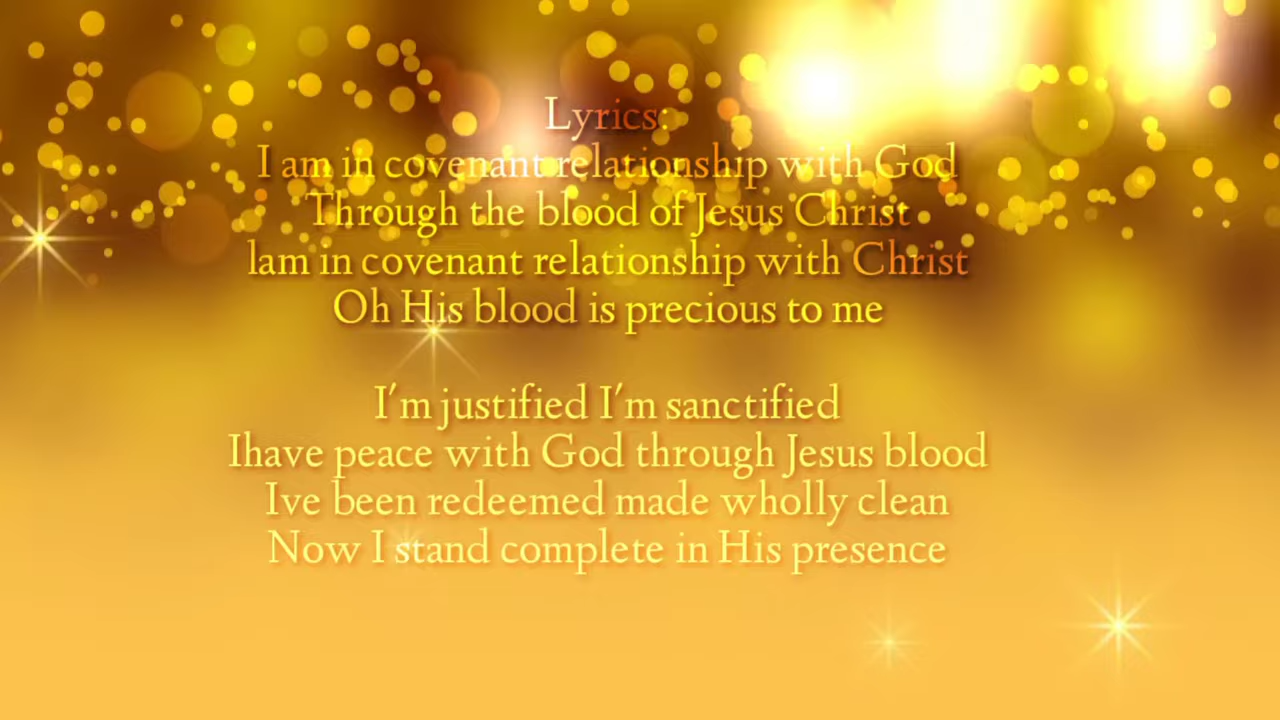 Lyrics:
I am in covenant relationship with God
Through the blood of Jesus Christ
lam in covenant relationship with Christ
Oh His blood is precious to me
I'm justified I'm sanctified
Ihave peace with God through Jesus blood
Ive been redeemed made wholly clean
Now I stand complete in His presence